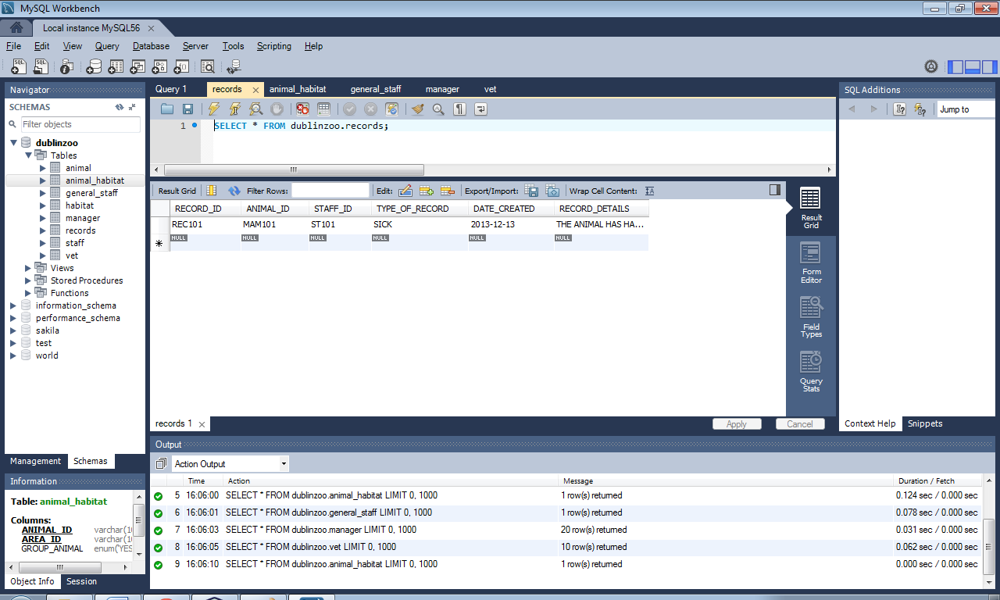 MySQL Workbench
Local instance MySQL56
File Edit View Query Database Server Tools Scripting Help
Navigator
SCHEMAS
Filter objects
dublinzoo
Tables
animal
animal_habitat
general_staff
habitat
manager
records
staff
vet
Views
Stored Procedures
Functions
information_schema
performance_schema
sakila
test
world
Management Schemas
Information
Table: animal_habitat
Columns:
ANIMAL_ID varchar(10
AREA_ID varchar(10
GROUP_ANIMAL enum('YES
Object Info Session
Query 1 records animal_habitat general_staff manager vet
1 SELECT * FROM dublinzoo.records;
Result Grid Filter Rows: Edit: Export/Import: Wrap Cell Content: IA
RECORD_ID ANIMAL_ID STAFF_ID TYPE_OF_RECORD DATE_CREATED RECORD_DETAILS
REC101 MAM101 ST101 SICK 2013-12-13 THE ANIMAL HAS HA...
NULL NULL NULL NULL NULL NULL
Result Grid
Form Editor
Field Types
Query Stats
records 1
Apply Cancel
SQL Additions
Jump to
Context Help Snippets
Output
Action Output
Time Action Message Duration / Fetch
5 16:06:00 SELECT * FROM dublinzoo.animal_habitat LIMIT 0, 1000 1 row(s) returned 0.124 sec / 0.000 sec
6 16:06:01 SELECT * FROM dublinzoo.general_staff LIMIT 0, 1000 1 row(s) returned 0.078 sec / 0.000 sec
7 16:06:03 SELECT * FROM dublinzoo.manager LIMIT 0, 1000 20 row(s) returned 0.031 sec / 0.000 sec
8 16:06:05 SELECT * FROM dublinzoo.vet LIMIT 0, 1000 10 row(s) returned 0.062 sec / 0.000 sec
9 16:06:10 SELECT * FROM dublinzoo.animal_habitat LIMIT 0, 1000 1 row(s) returned 0.000 sec / 0.000 sec